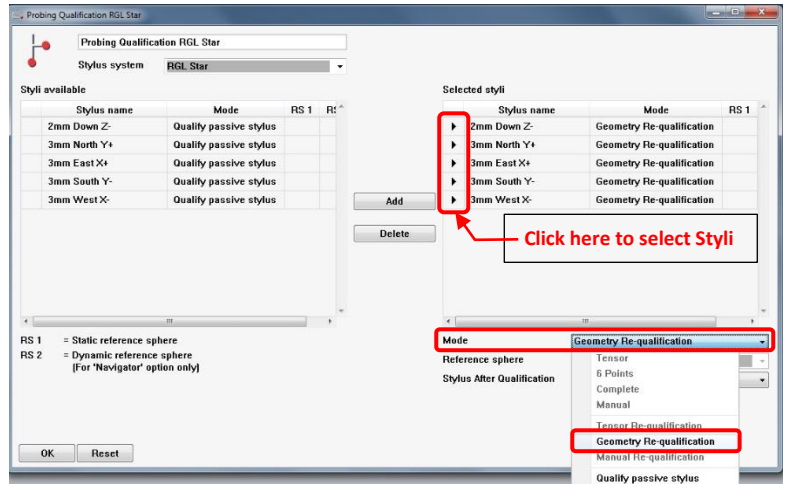 Probing Qualification RGL Star
Probing Qualification RGL Star
Stylus system RGL Star
Styli available
Stylus name Mode RS 1
2mm Down Z- Qualify passive stylus
3mm North Y+ Qualify passive stylus
3mm East X+ Qualify passive stylus
3mm South Y- Qualify passive stylus
3mm West X- Qualify passive stylus
Add
Delete
Selected styli
Stylus name Mode RS 1
2mm Down Z- Geometry Re-qualification
3mm North Y+ Geometry Re-qualification
3mm East X+ Geometry Re-qualification
3mm South Y- Geometry Re-qualification
3mm West X- Geometry Re-qualification
Click here to select Styli
RS 1 = Static reference sphere
RS 2 = Dynamic reference sphere
(For 'Navigator' option only)
Mode Geometry Re-qualification
Reference sphere
Stylus After Qualification
Tensor
6 Points
Complete
Manual
Tensor Re-qualification
Geometry Re-qualification
Manual Re-qualification
Qualify passive stylus
OK Reset